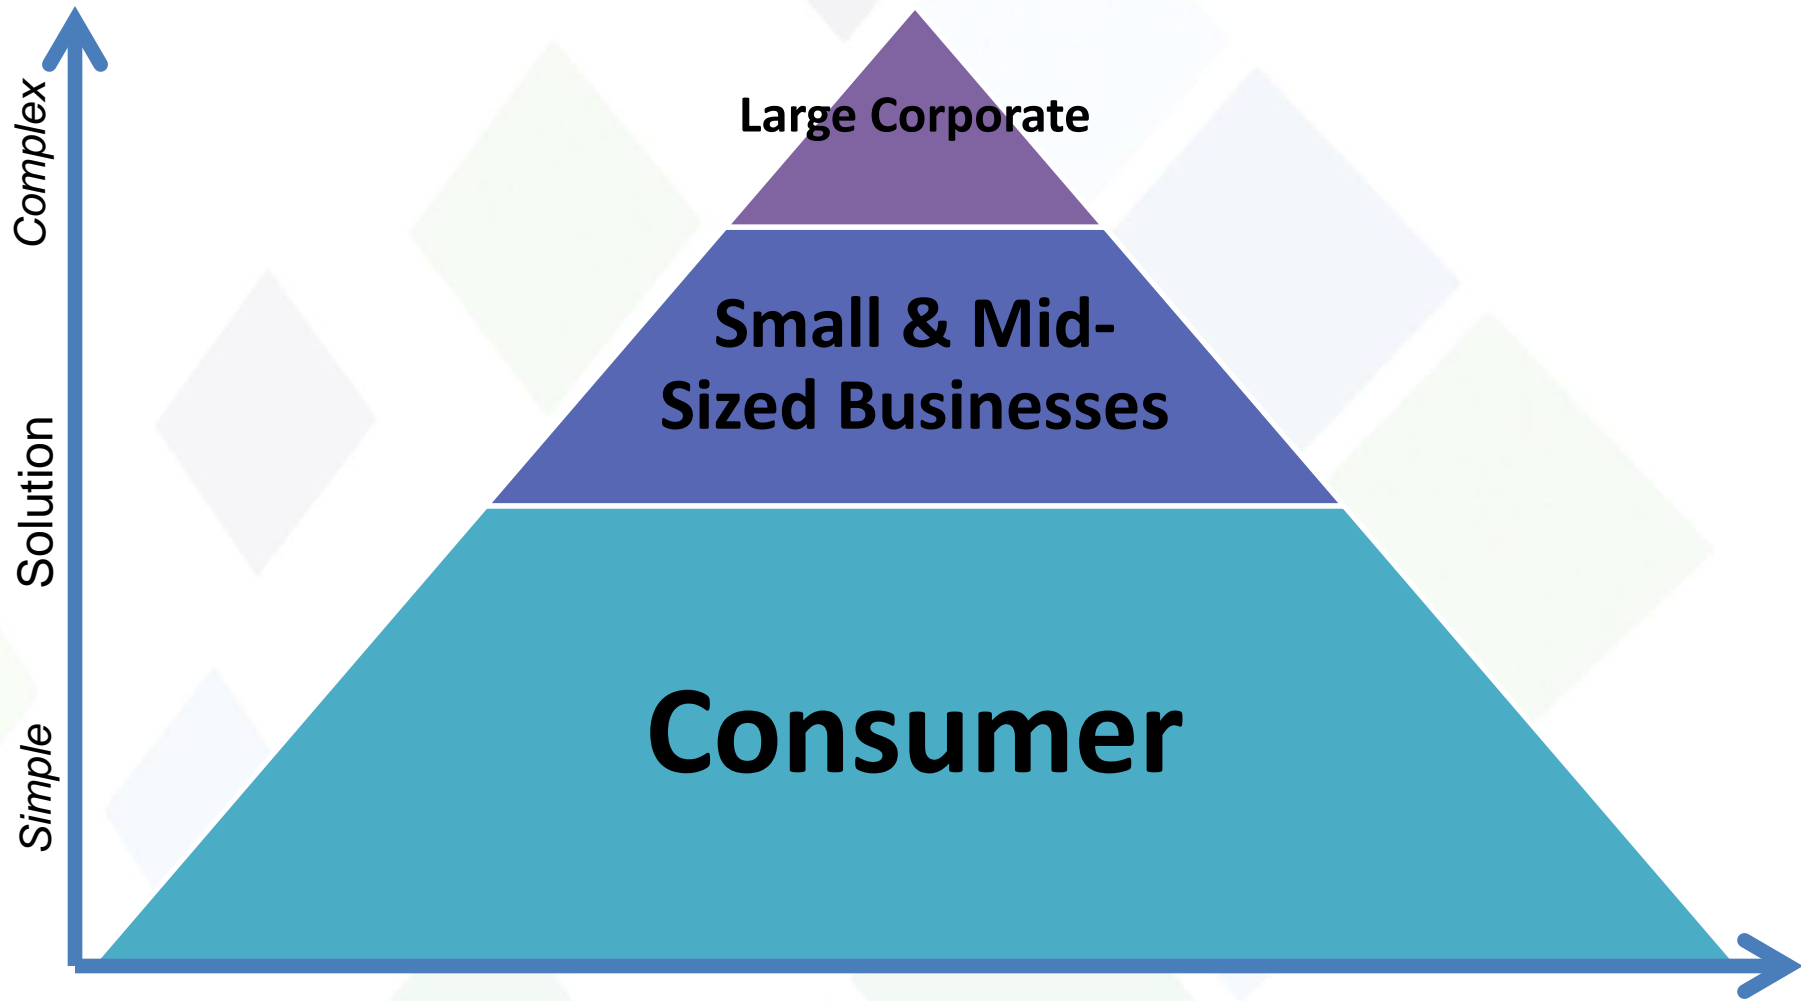 Complex
Solution
Simple
Large Corporate
Small & Mid-
Sized Businesses
Consumer